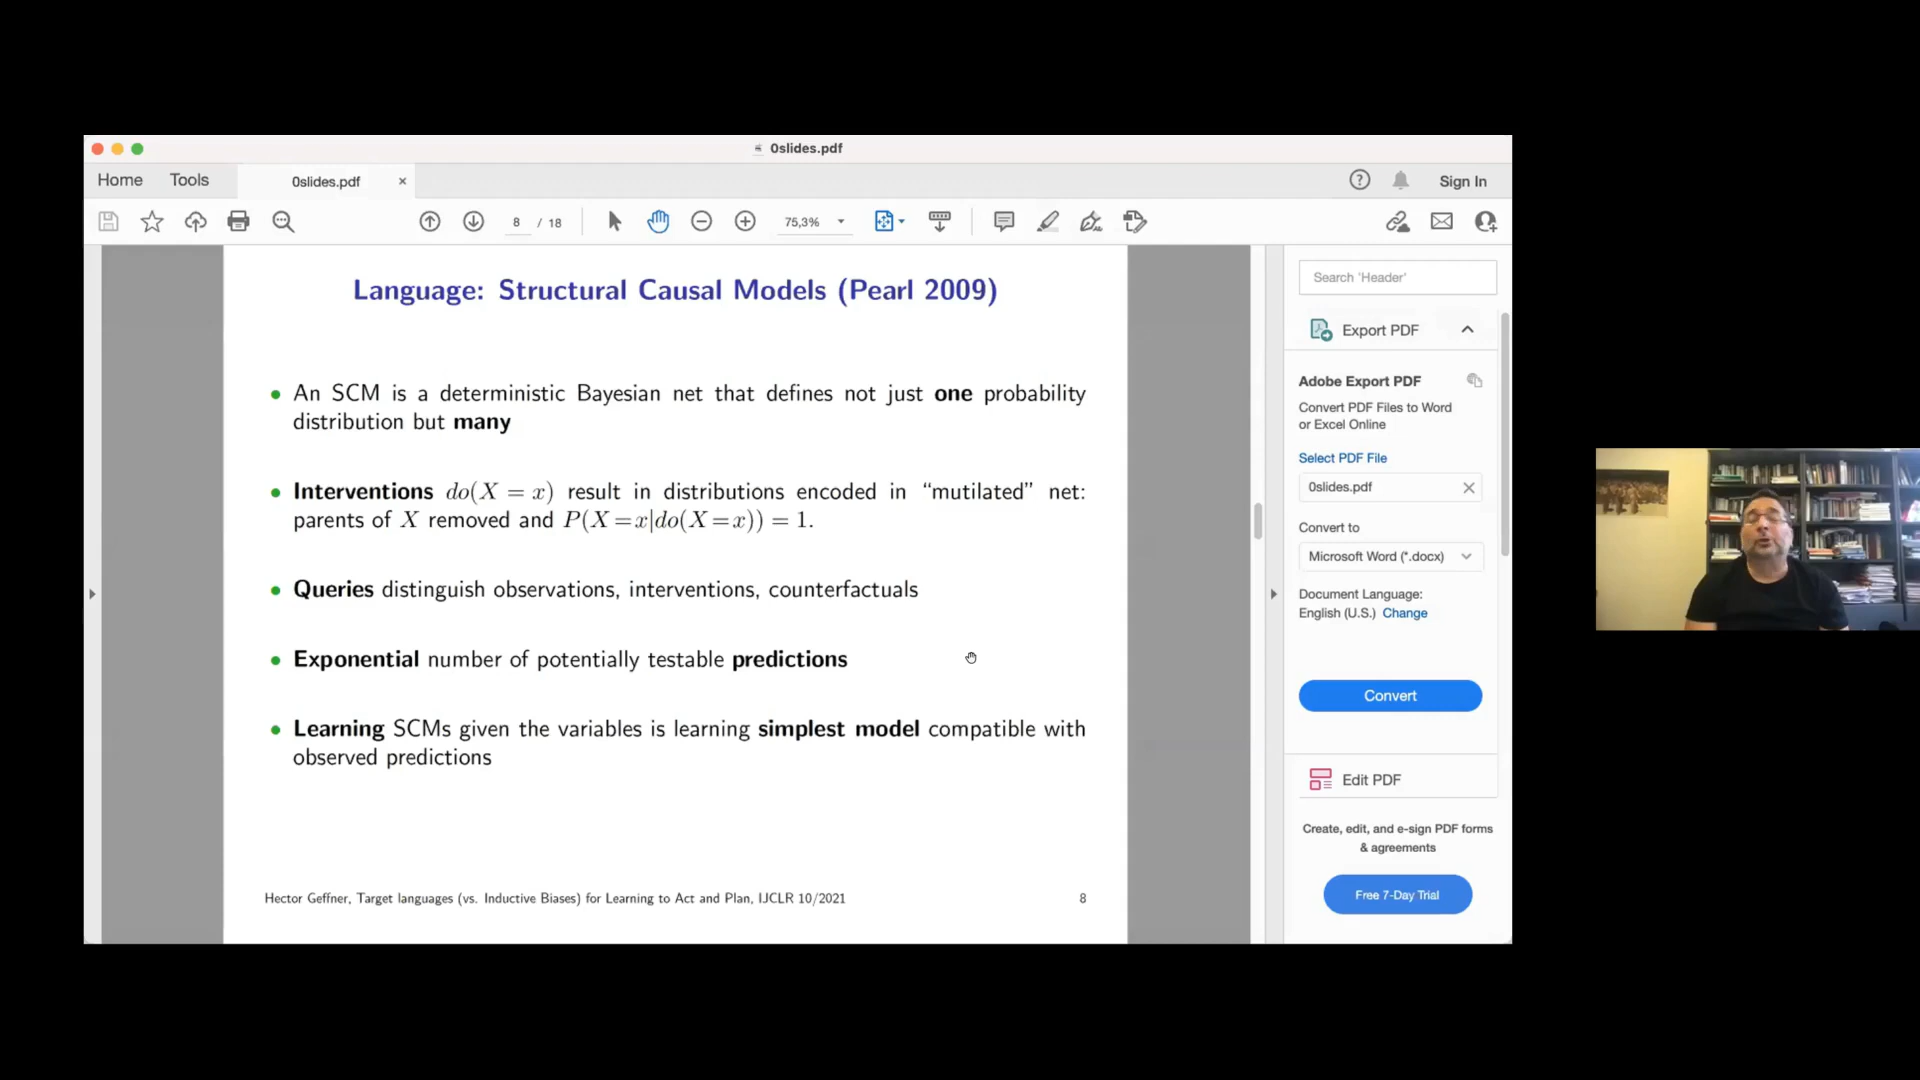 0slides.pdf
Home Tools 0slides.pdf Sign In
8 / 18 75,3%
Language: Structural Causal Models (Pearl 2009)
• An SCM is a deterministic Bayesian net that defines not just one probability
distribution but many
• Interventions do(X = x) result in distributions encoded in “mutilated” net:
parents of X removed and P(X=x|do(X=x)) = 1.
• Queries distinguish observations, interventions, counterfactuals
• Exponential number of potentially testable predictions
• Learning SCMs given the variables is learning simplest model compatible with
observed predictions
Hector Geffner, Target languages (vs. Inductive Biases) for Learning to Act and Plan, IJCLR 10/2021 8
Search 'Header'
Export PDF
Adobe Export PDF
Convert PDF Files to Word
or Excel Online
Select PDF File
0slides.pdf
Convert to
Microsoft Word (*.docx)
Document Language:
English (U.S.) Change
Convert
Edit PDF
Create, edit, and e-sign PDF forms
& agreements
Free 7-Day Trial